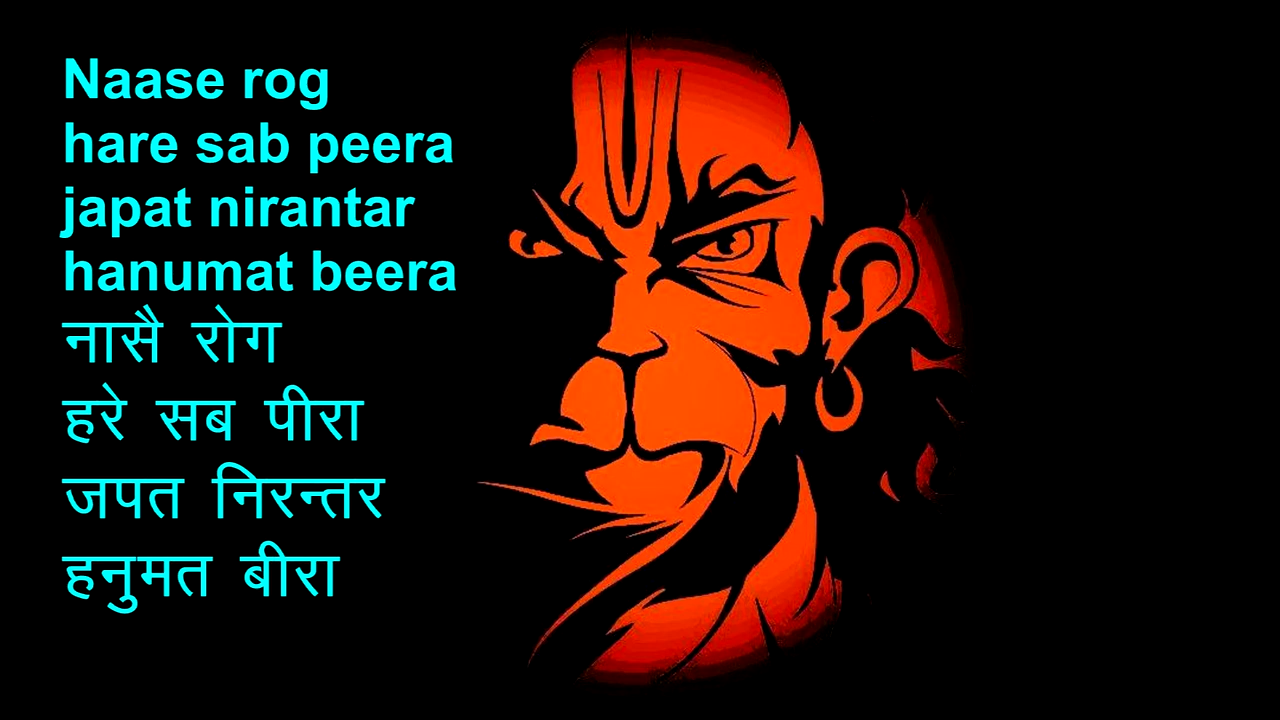 Naase rog
hare sab peera
japat nirantar
hanumat beera
नासै रोग
हरे सब पीरा
जपत निरन्तर
हनुमत बीरा